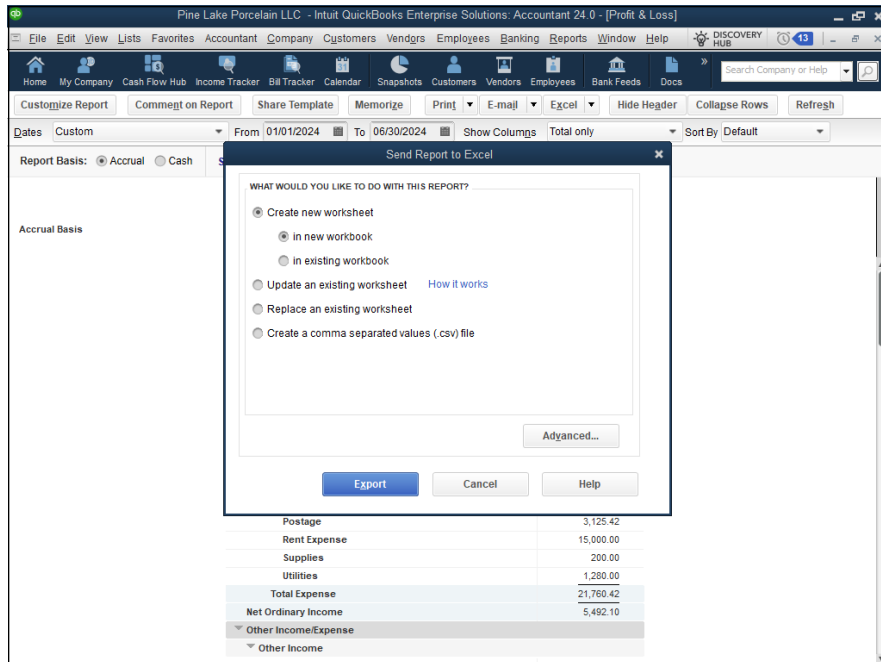 Pine Lake Porcelain LLC - Intuit QuickBooks Enterprise Solutions: Accountant 24.0 - [Profit & Loss]
File Edit View Lists Favorites Accountant Company Customers Vendors Employees Banking Reports Window Help DISCOVERY HUB 13
Home My Company Cash Flow Hub Income Tracker Bill Tracker Calendar Snapshots Customers Vendors Employees Bank Feeds Docs » Search Company or Help
31
Customize Report Comment on Report Share Template Memorize Print E-mail Excel Hide Header Collapse Rows Refresh
Dates Custom From 01/01/2024 To 06/30/2024 Show Columns Total only Sort By Default
Report Basis: Accrual Cash S
Send Report to Excel
WHAT WOULD YOU LIKE TO DO WITH THIS REPORT?
Create new worksheet
in new workbook
Accrual Basis
in existing workbook
Update an existing worksheet How it works
Replace an existing worksheet
Create a comma separated values (.csv) file
Advanced...
Export Cancel Help
Postage 3,125.42
Rent Expense 15,000.00
Supplies 200.00
Utilities 1,280.00
Total Expense 21,760.42
Net Ordinary Income 5,492.10
Other Income/Expense
Other Income